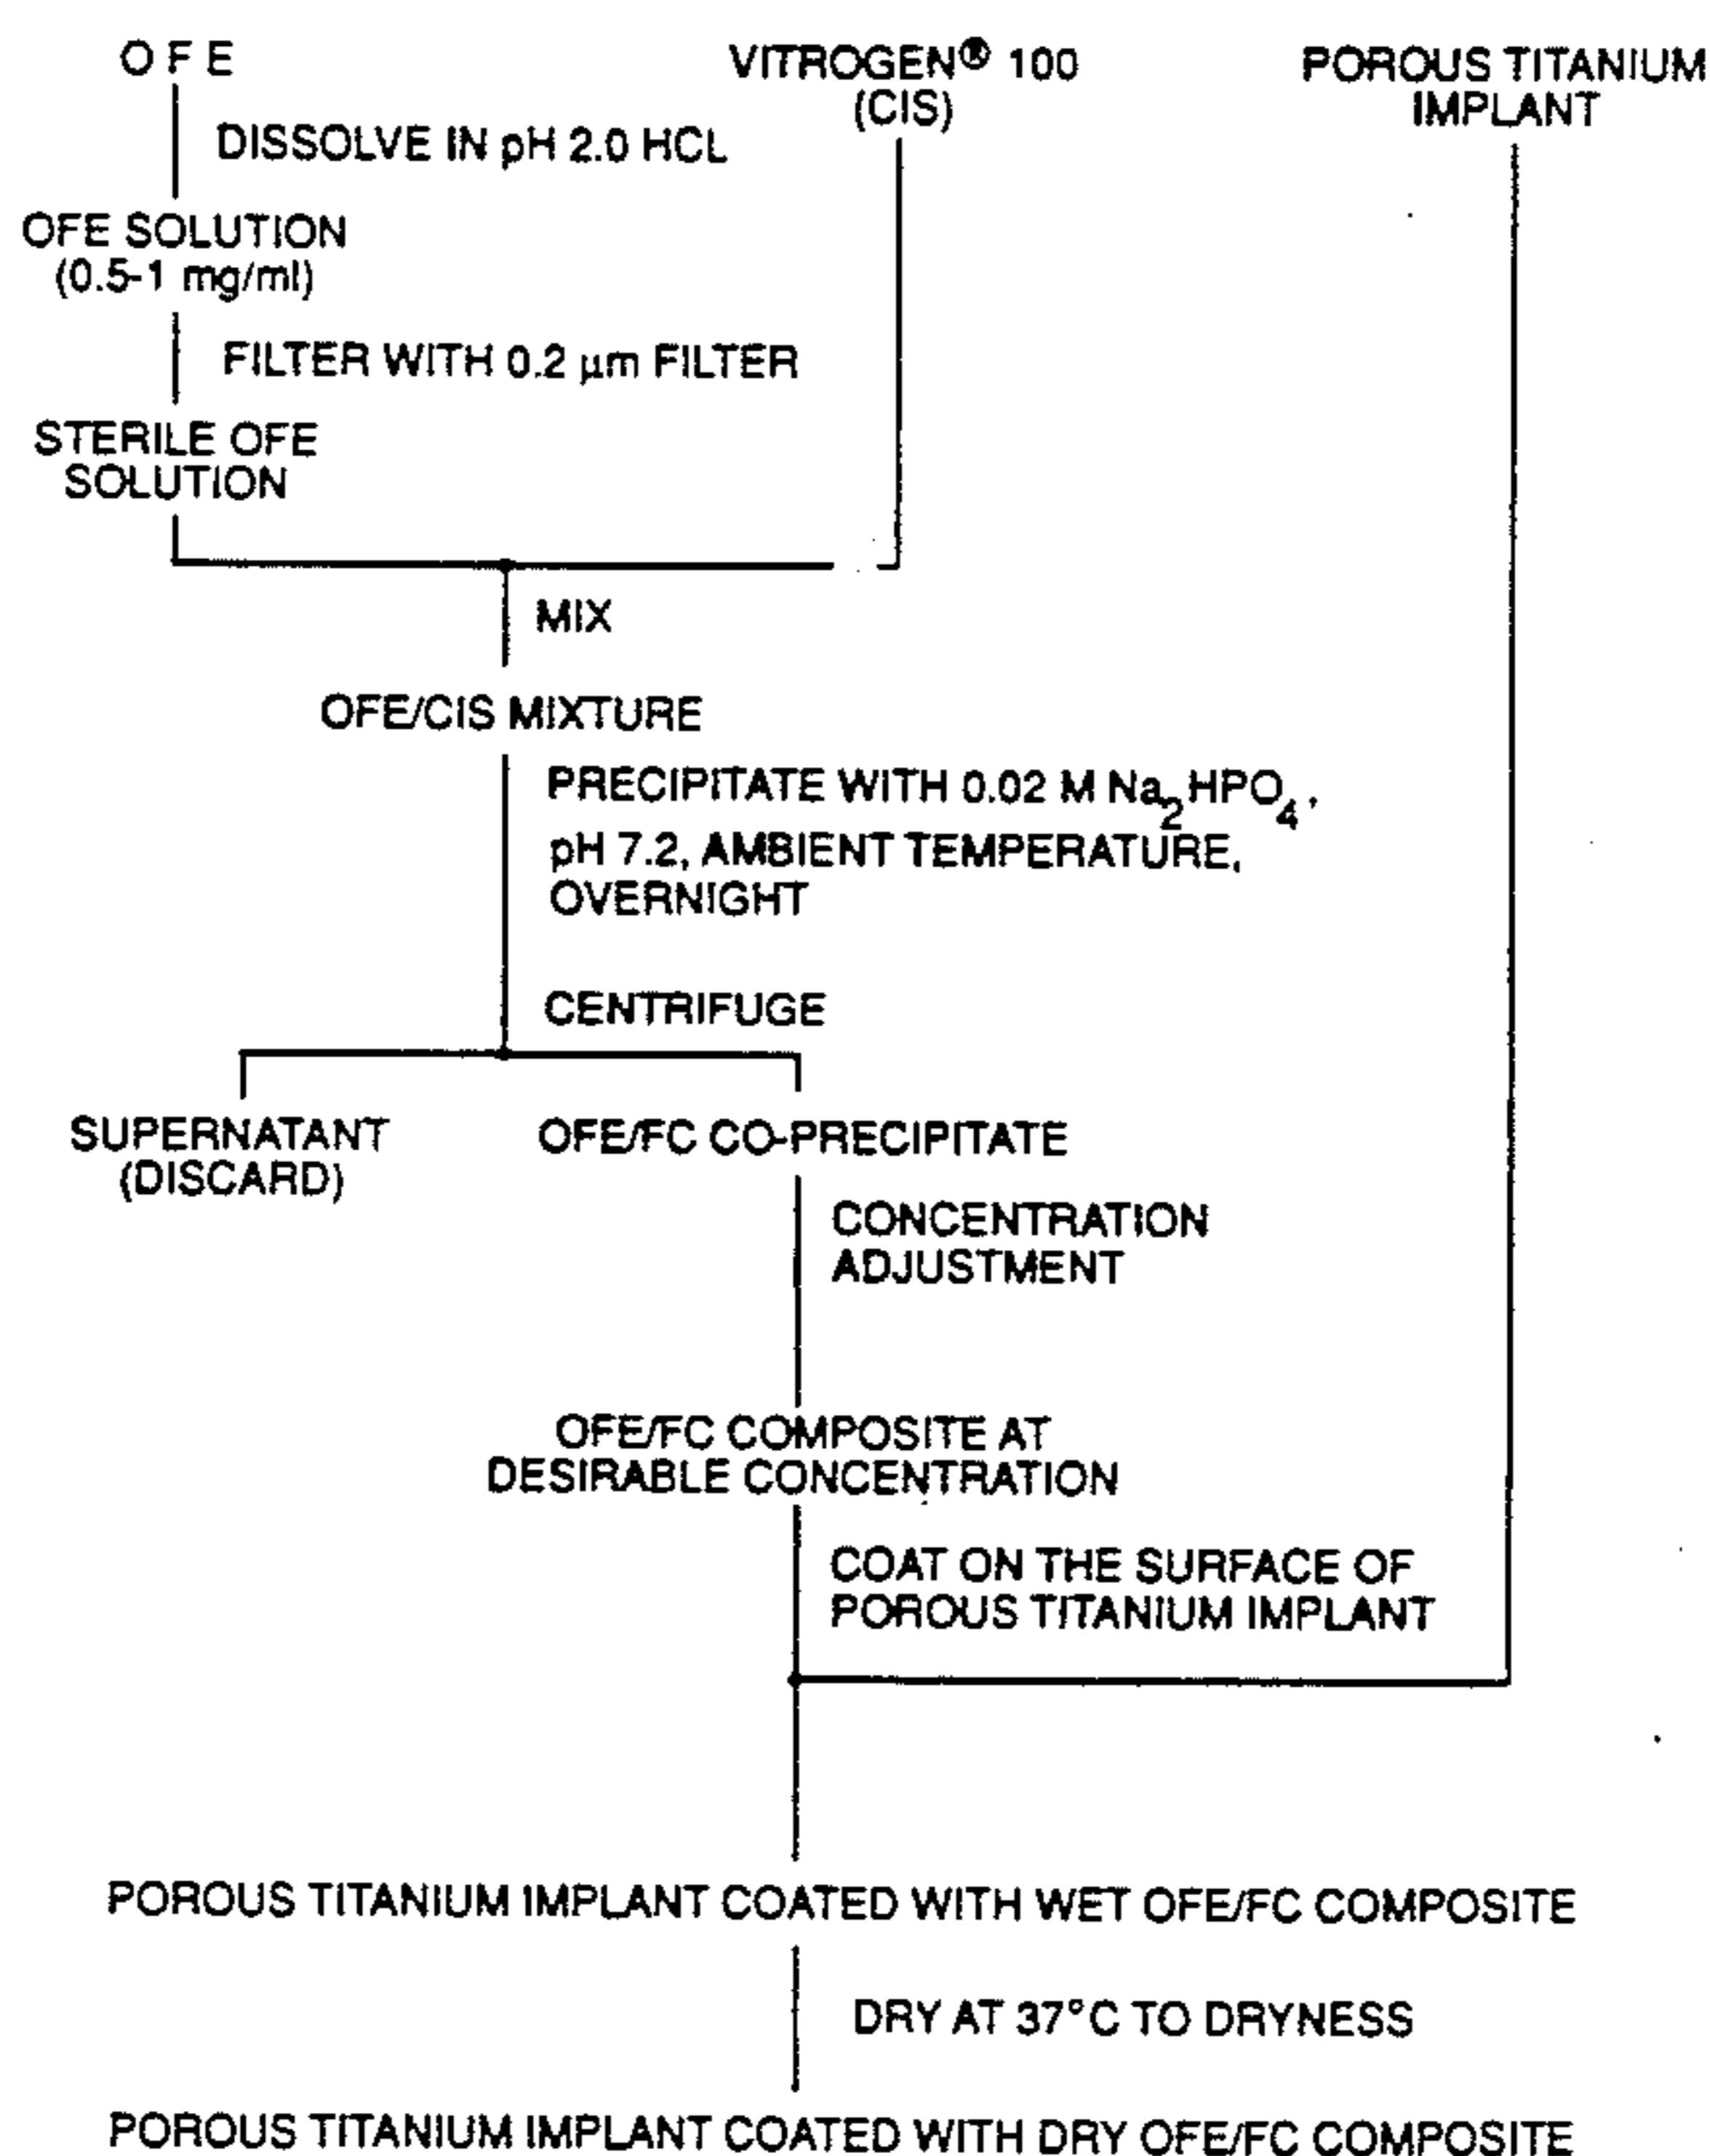 OFE
VITROGEN® 100
(CIS)
POROUS TITANIUM
IMPLANT
DISSOLVE IN pH 2.0 HCL
OFE SOLUTION
(0.5-1 mg/ml)
FILTER WITH 0.2 µm FILTER
STERILE OFE
SOLUTION
MIX
OFE/CIS MIXTURE
PRECIPITATE WITH 0.02 M Na₂HPO₄,
pH 7.2, AMBIENT TEMPERATURE,
OVERNIGHT
CENTRIFUGE
SUPERNATANT
(DISCARD)
OFE/FC CO-PRECIPITATE
CONCENTRATION
ADJUSTMENT
OFE/FC COMPOSITE AT
DESIRABLE CONCENTRATION
COAT ON THE SURFACE OF
POROUS TITANIUM IMPLANT
POROUS TITANIUM IMPLANT COATED WITH WET OFE/FC COMPOSITE
DRY AT 37°C TO DRYNESS
POROUS TITANIUM IMPLANT COATED WITH DRY OFE/FC COMPOSITE